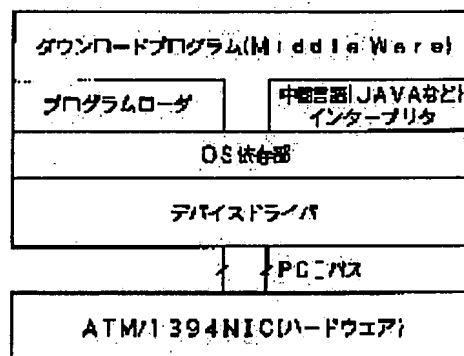 ダウンロードプログラム(Middle Ware)
プログラムローダ
中間言語(JAVAなど)
インタープリタ
OS依存部
デバイスドライバ
PCIバス
ATM/1394NIC(ハードウェア)